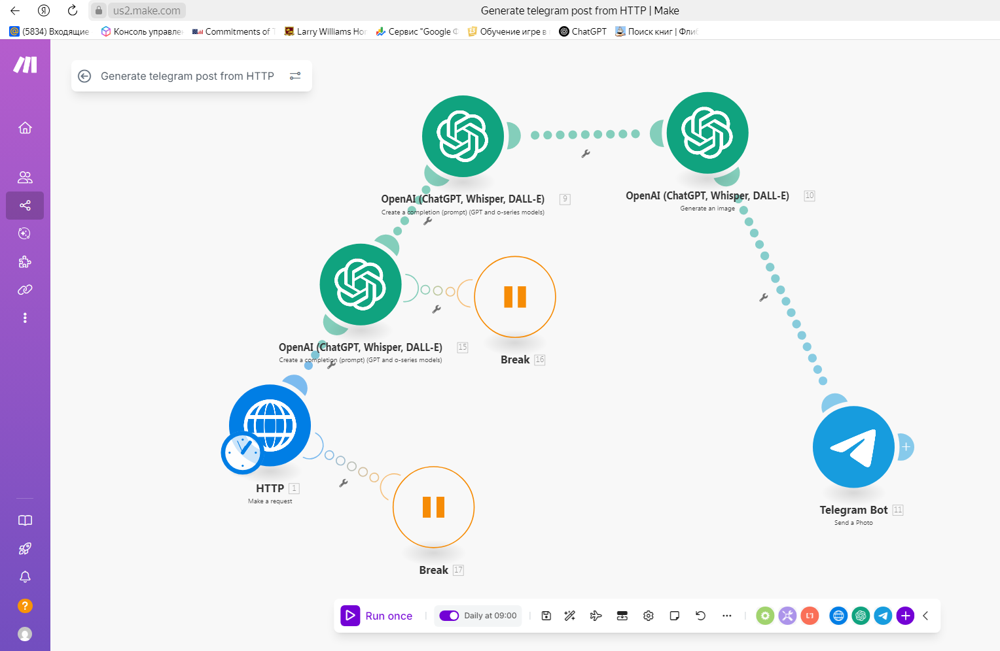 us2.make.com
Generate telegram post from HTTP | Make
(5834) Входящие
Консоль управле
Commitments of T
Larry Williams Hor
Сервис "Google Ф
Обучение игре в
ChatGPT
Поиск книг | Флиб
Generate telegram post from HTTP
OpenAI (ChatGPT, Whisper, DALL-E) 9
Create a completion (prompt) (GPT and o-series models)
OpenAI (ChatGPT, Whisper, DALL-E) 10
Generate an image
OpenAI (ChatGPT, Whisper, DALL-E) 15
Create a completion (prompt) (GPT and o-series models)
Break 16
HTTP 1
Make a request
Telegram Bot 11
Send a Photo
Break 17
Run once
Daily at 09:00